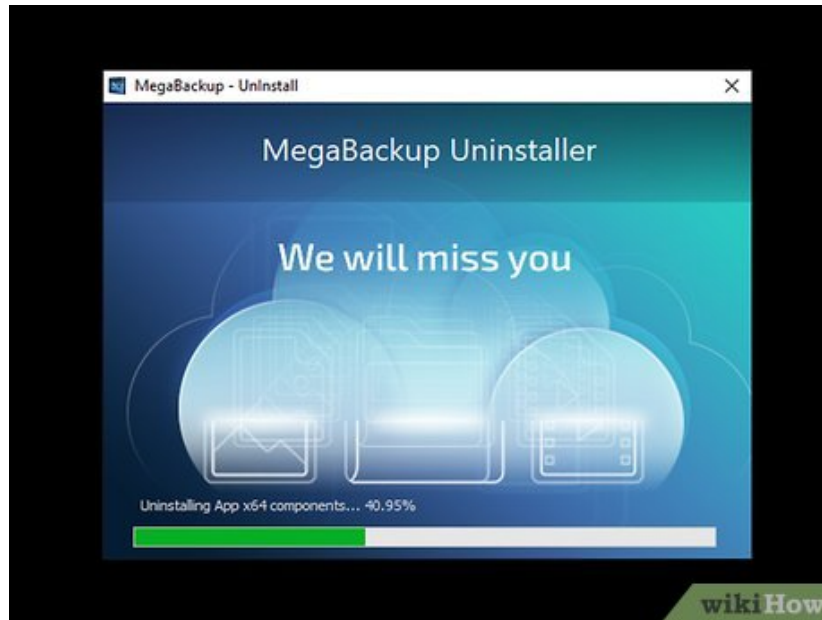 MegaBackup - UnInstall
MegaBackup Uninstaller
We will miss you
Uninstalling App x64 components... 40.95%
wikiHow